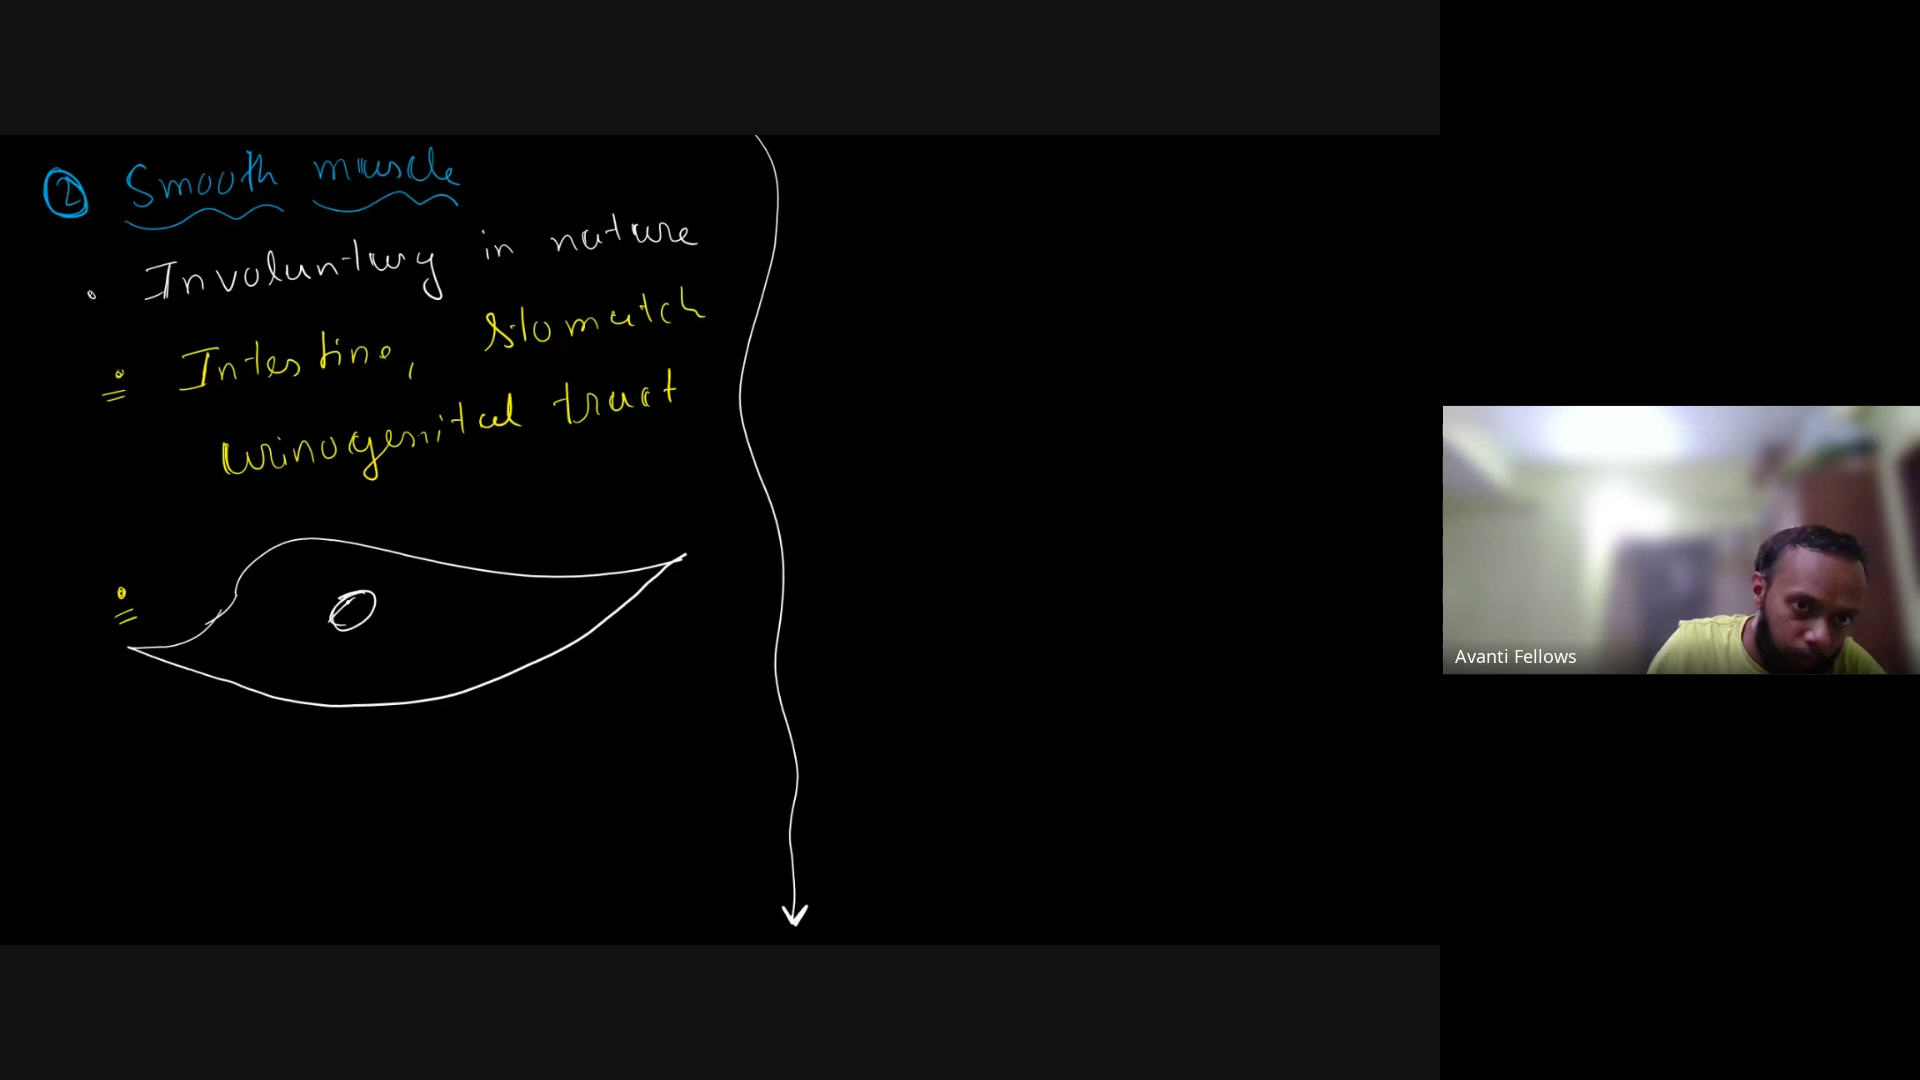 ② Smooth muscle
• Involuntary in nature
Intestine, Stomatch
urinogenital tract
Avanti Fellows